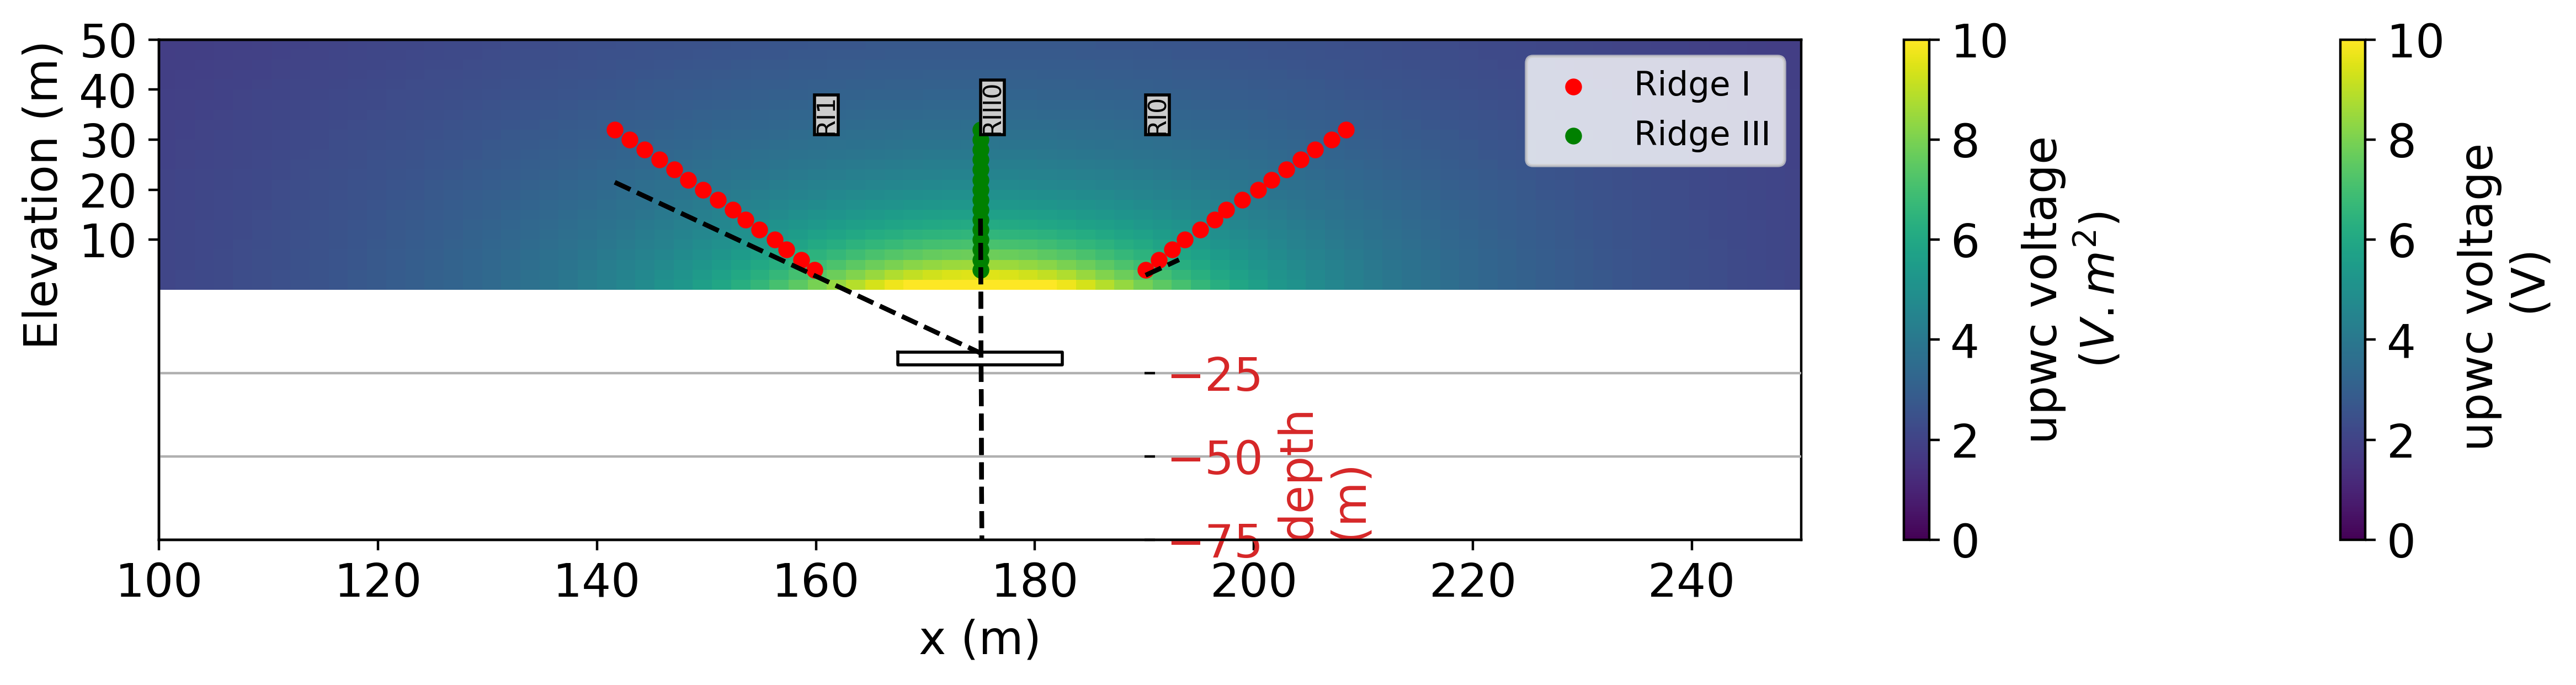 Elevation (m)
50
40
30
20
10
RI1
RIII0
RI0
Ridge I
Ridge III
−25
−50
−75
depth
(m)
100
120
140
160
180
200
220
240
x (m)
10
8
6
4
2
0
upwc voltage
(V.m²)
10
8
6
4
2
0
upwc voltage
(V)